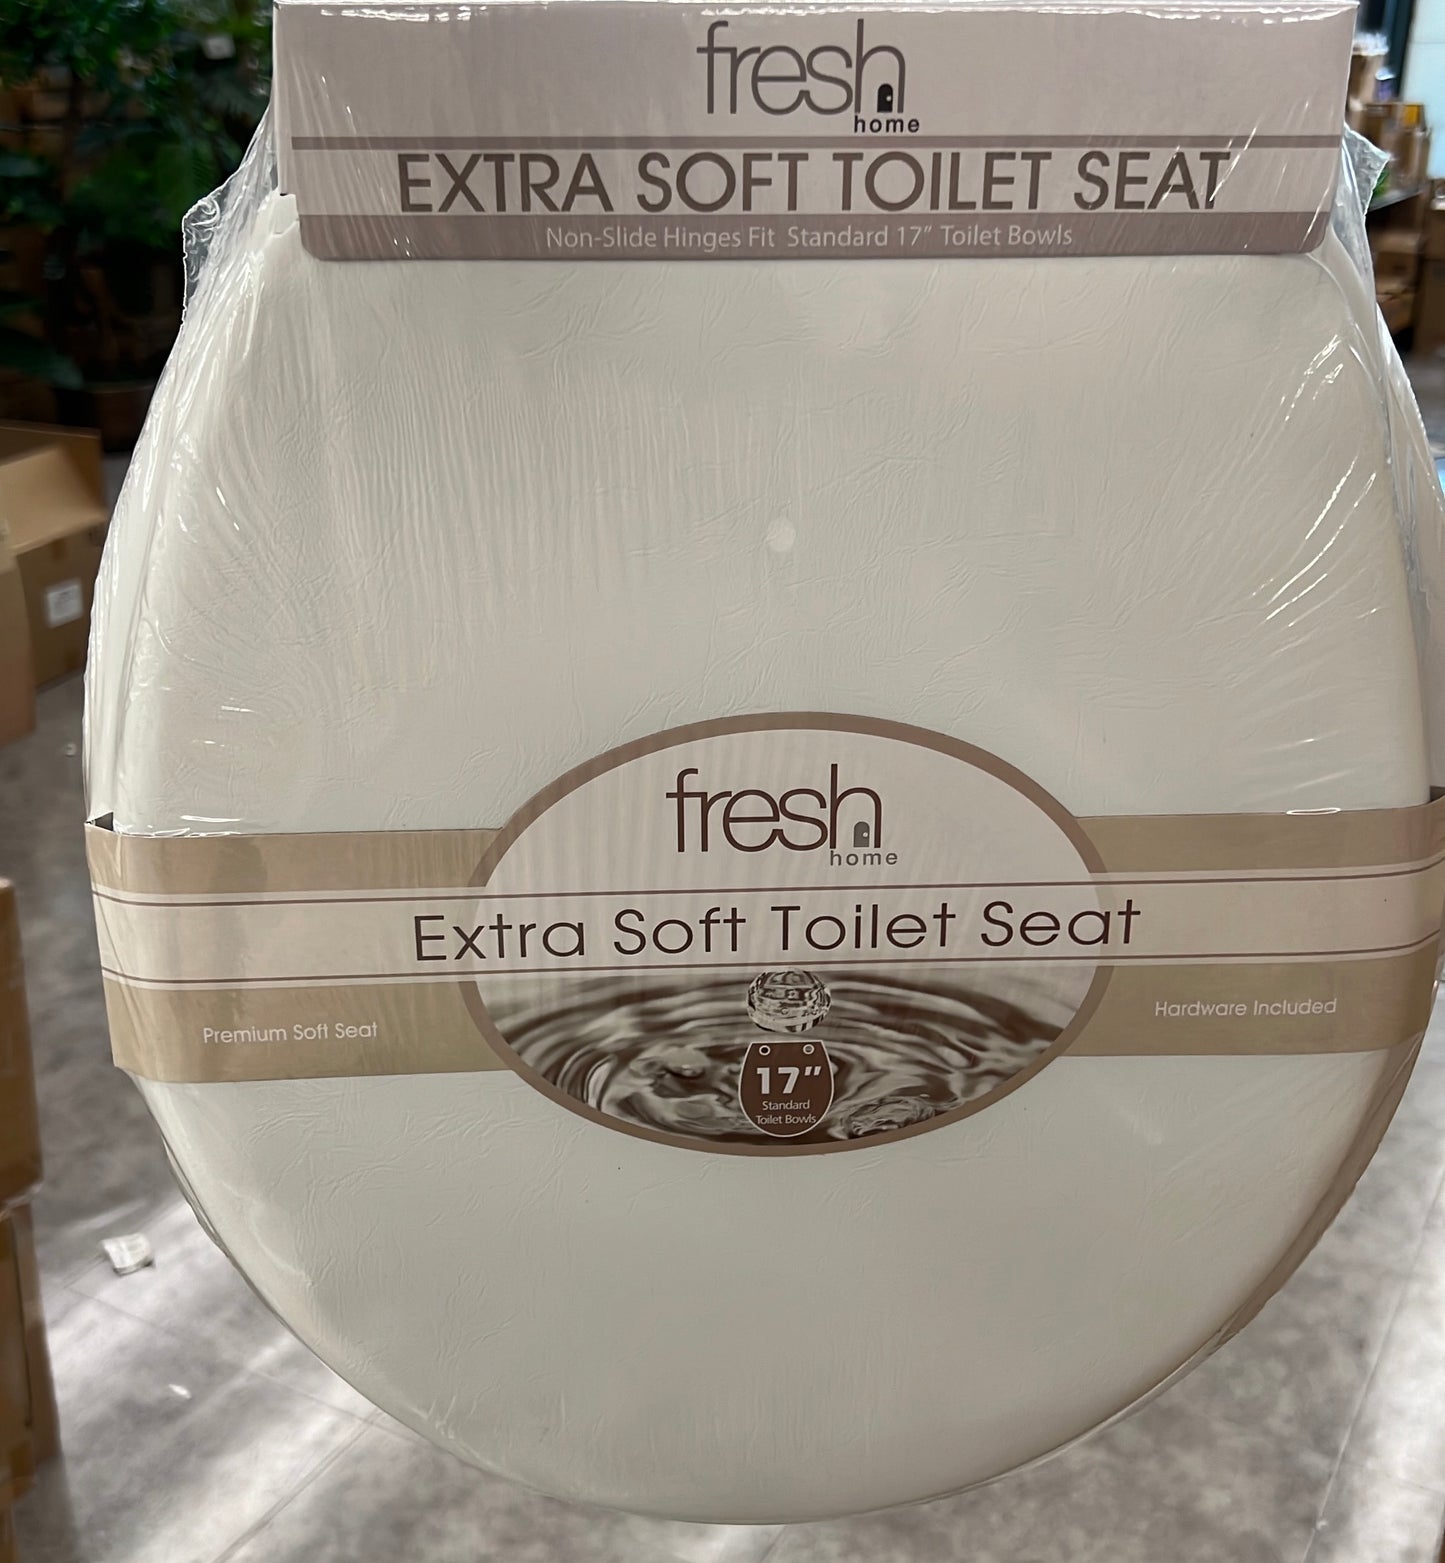 fresh
home
EXTRA SOFT TOILET SEAT
Non-Slide Hinges Fit Standard 17" Toilet Bowls
fresh
home
Extra Soft Toilet Seat
Premium Soft Seat
Hardware Included
17"
Standard
Toilet Bowls